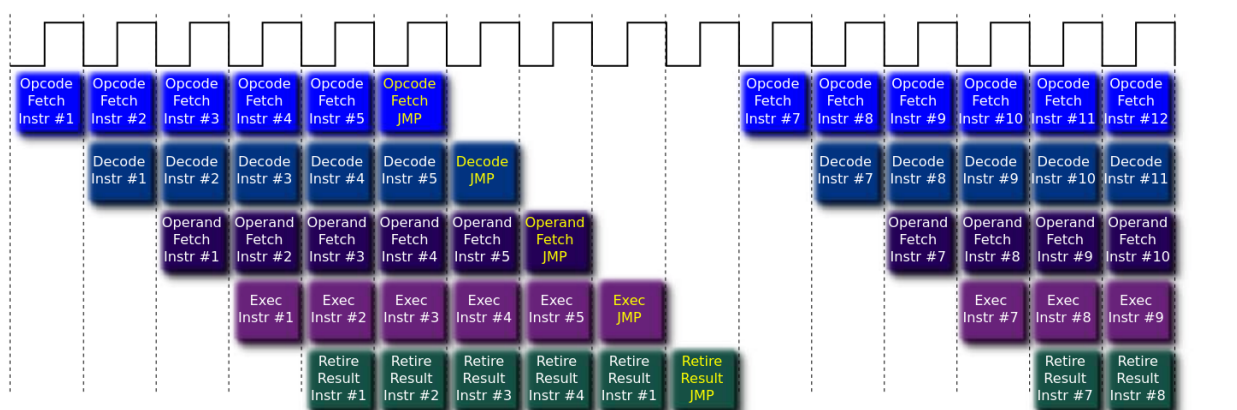 Opcode Opcode Opcode Opcode Opcode Opcode Opcode Opcode Opcode Opcode Opcode Opcode
Fetch Fetch Fetch Fetch Fetch Fetch Fetch Fetch Fetch Fetch Fetch Fetch
Instr #1 Instr #2 Instr #3 Instr #4 Instr #5 JMP Instr #7 Instr #8 Instr #9 Instr #10 Instr #11 Instr #12
Decode Decode Decode Decode Decode Decode Decode Decode Decode Decode Decode
Instr #1 Instr #2 Instr #3 Instr #4 Instr #5 JMP Instr #7 Instr #8 Instr #9 Instr #10 Instr #11
Operand Operand Operand Operand Operand Operand Operand Operand Operand Operand
Fetch Fetch Fetch Fetch Fetch Fetch Fetch Fetch Fetch Fetch
Instr #1 Instr #2 Instr #3 Instr #4 Instr #5 JMP Instr #7 Instr #8 Instr #9 Instr #10
Exec Exec Exec Exec Exec Exec Exec Exec Exec
Instr #1 Instr #2 Instr #3 Instr #4 Instr #5 JMP Instr #7 Instr #8 Instr #9
Retire Retire Retire Retire Retire Retire Retire Retire
Result Result Result Result Result Result Result Result
Instr #1 Instr #2 Instr #3 Instr #4 Instr #1 JMP Instr #7 Instr #8